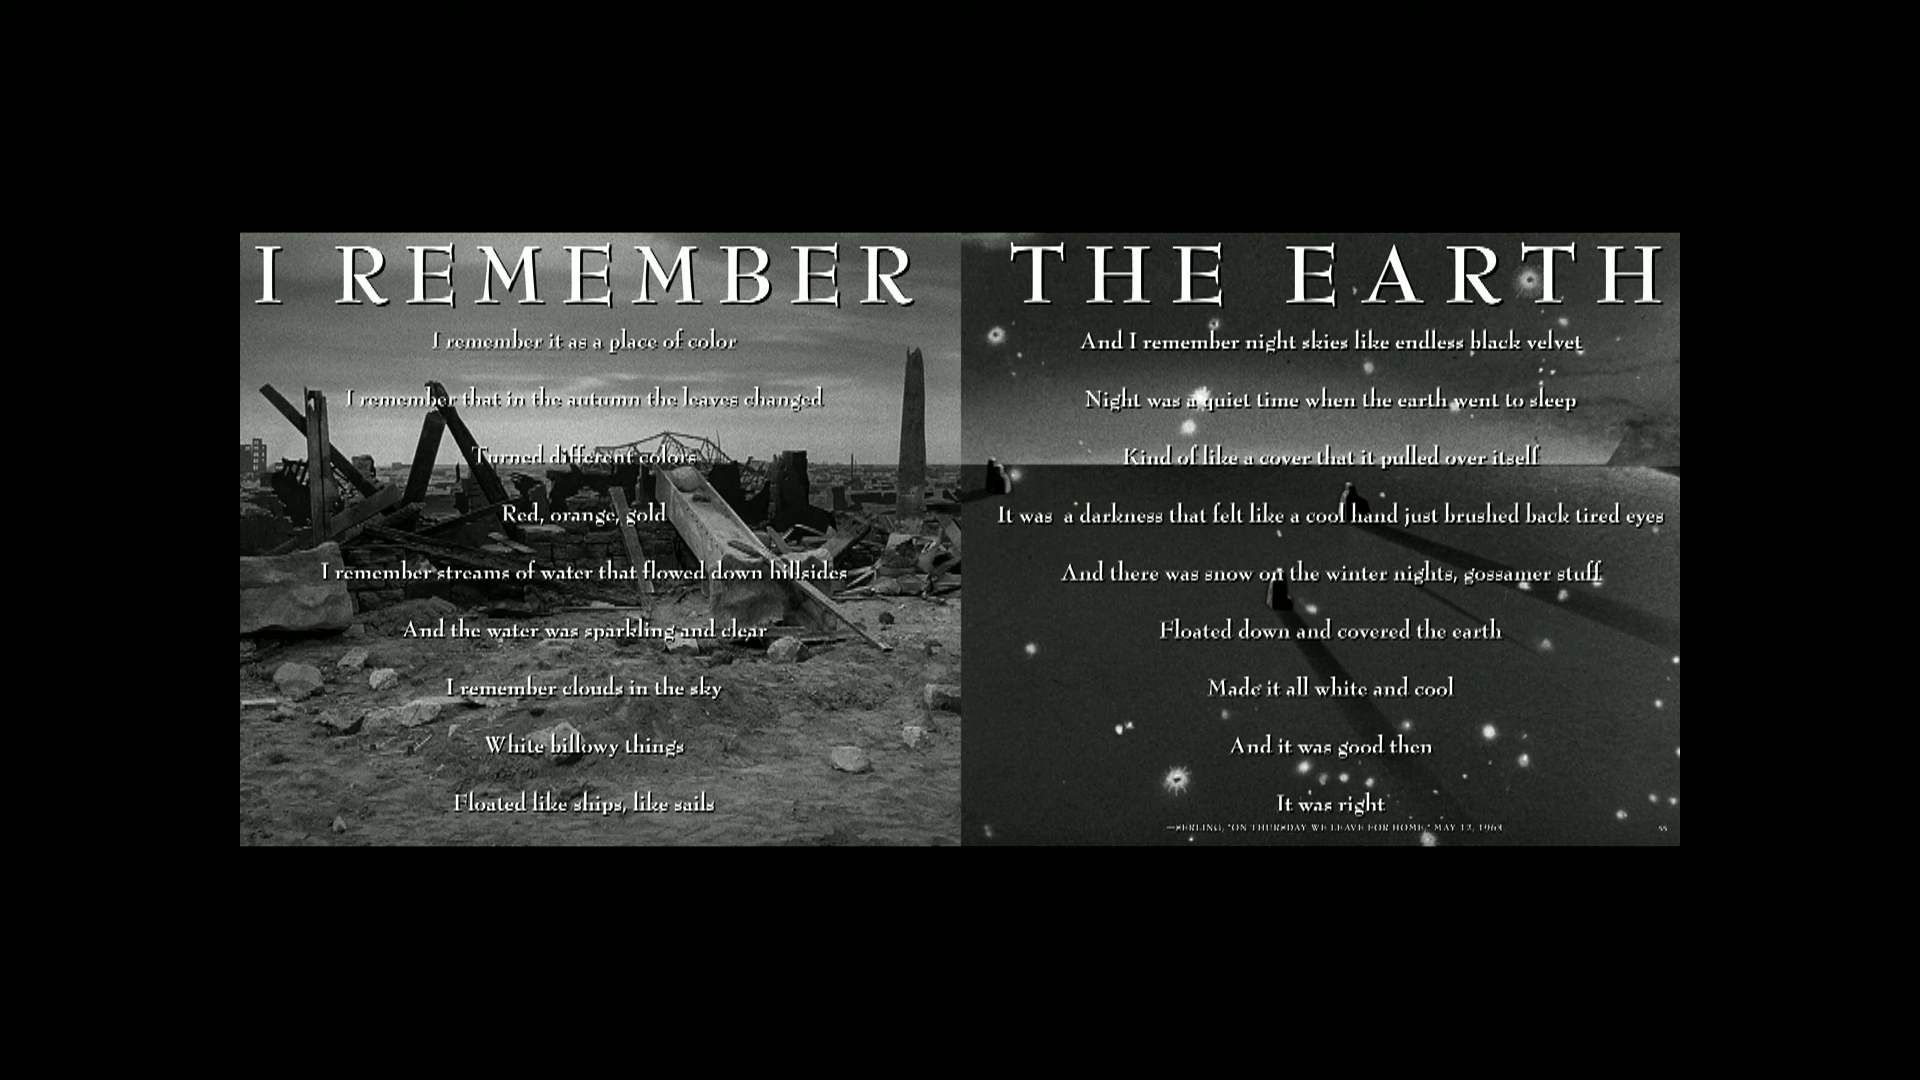 I REMEMBER
I remember it as a place of color
I remember that in the autumn the leaves changed
Turned different colors
Red, orange, gold
I remember streams of water that flowed down hillsides
And the water was sparkling and clear
I remember clouds in the sky
White billowy things
Floated like ships, like sails
THE EARTH
And I remember night skies like endless black velvet
Night was a quiet time when the earth went to sleep
Kind of like a cover that it pulled over itself
It was a darkness that felt like a cool hand just brushed back tired eyes
And there was snow on the winter nights, gossamer stuff
Floated down and covered the earth
Made it all white and cool
And it was good then
It was right
—SERLING, "ON THURSDAY WE LEAVE FOR HOME," MAY 12, 1963